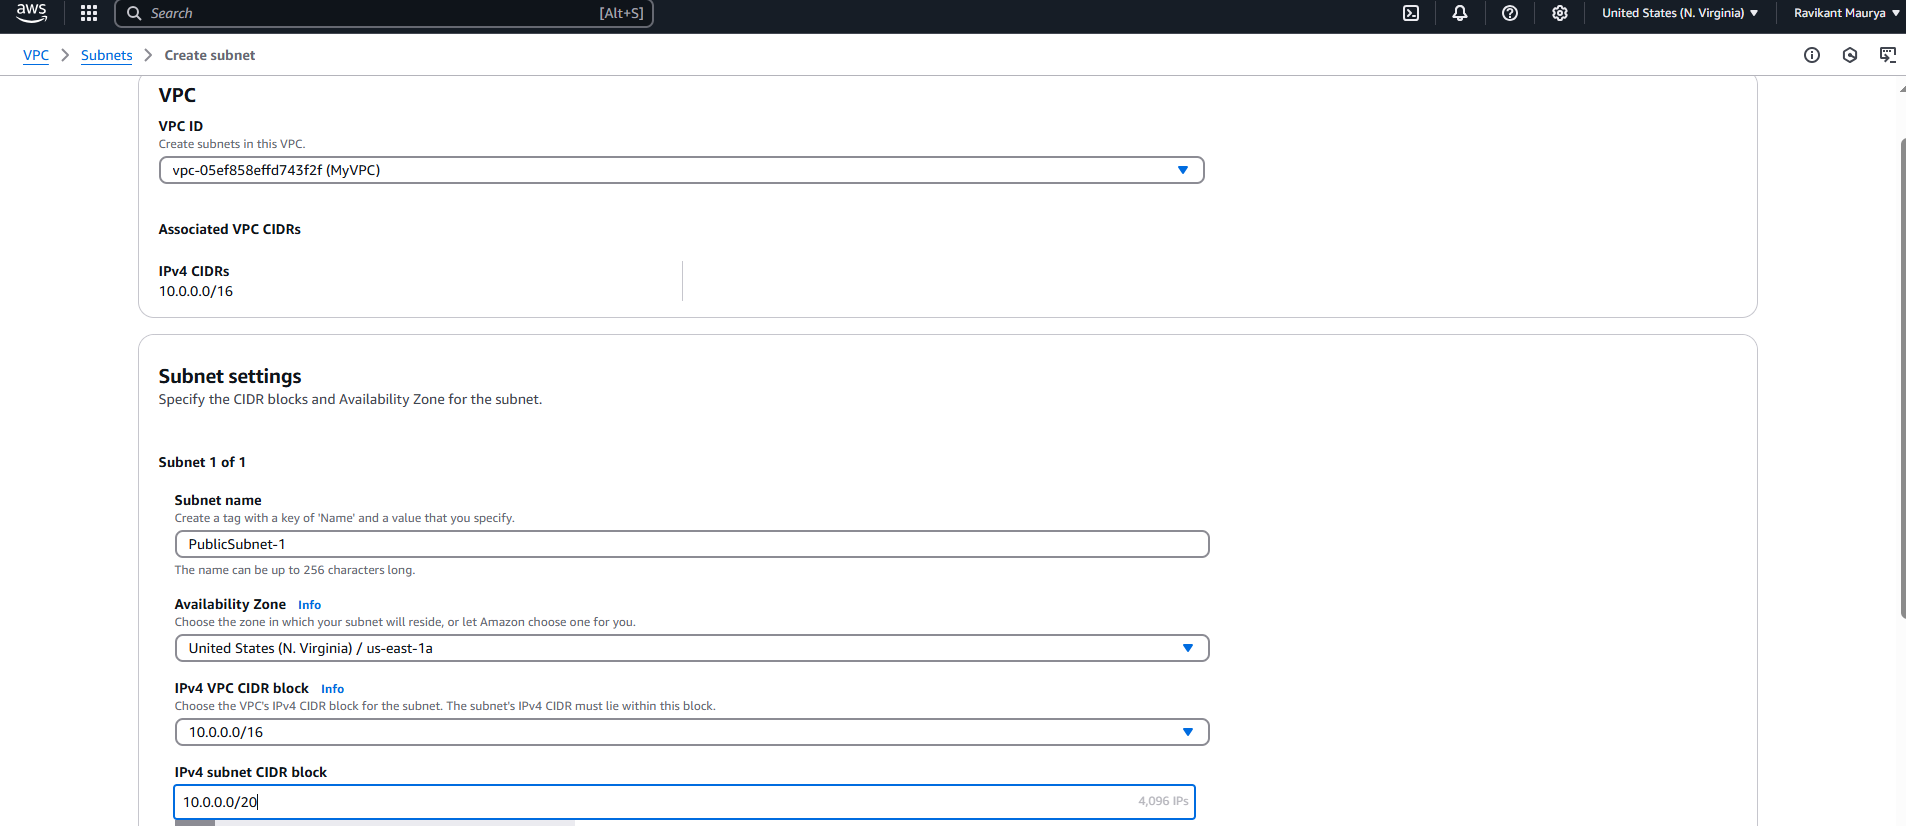 aws
Search [Alt+S] United States (N. Virginia) ▼ Ravikant Maurya ▼
VPC > Subnets > Create subnet
VPC
VPC ID
Create subnets in this VPC.
vpc-05ef858effd743f2f (MyVPC)
Associated VPC CIDRs
IPv4 CIDRs
10.0.0.0/16
Subnet settings
Specify the CIDR blocks and Availability Zone for the subnet.
Subnet 1 of 1
Subnet name
Create a tag with a key of 'Name' and a value that you specify.
PublicSubnet-1
The name can be up to 256 characters long.
Availability Zone Info
Choose the zone in which your subnet will reside, or let Amazon choose one for you.
United States (N. Virginia) / us-east-1a
IPv4 VPC CIDR block Info
Choose the VPC's IPv4 CIDR block for the subnet. The subnet's IPv4 CIDR must lie within this block.
10.0.0.0/16
IPv4 subnet CIDR block
10.0.0.0/20 4,096 IPs